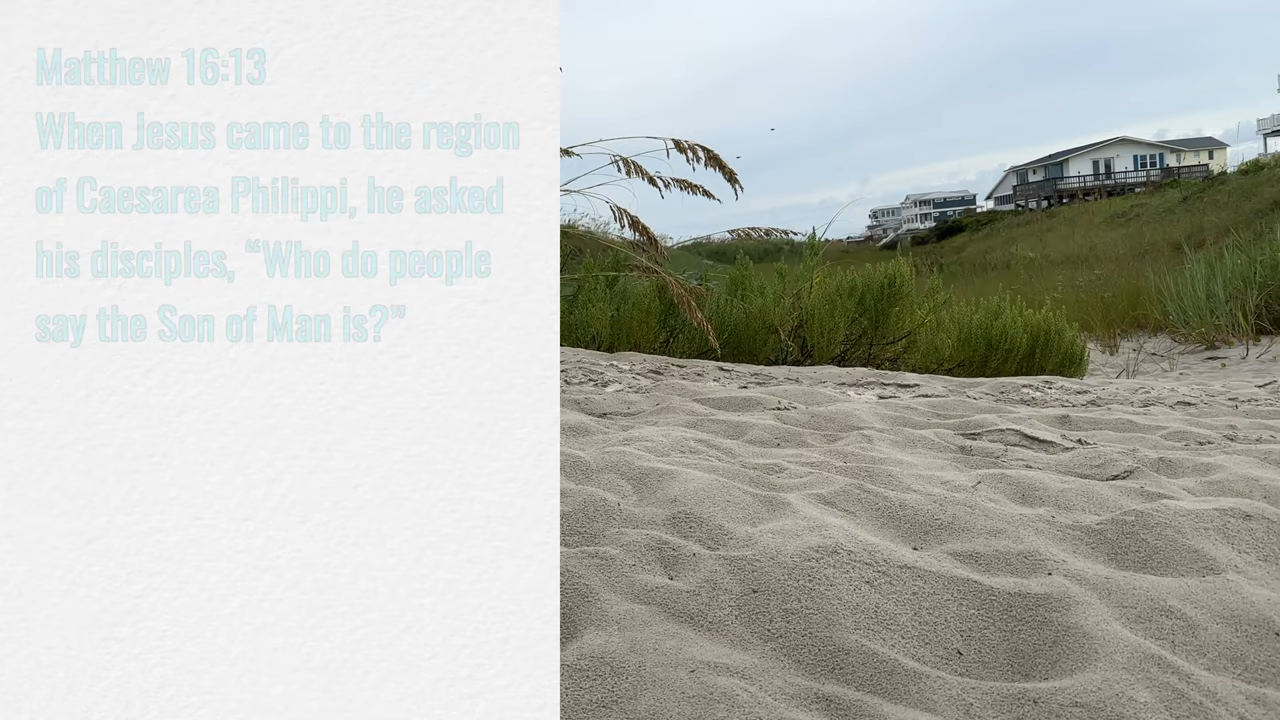 Matthew 16:13
When Jesus came to the region
of Caesarea Philippi, he asked
his disciples, “Who do people
say the Son of Man is?”